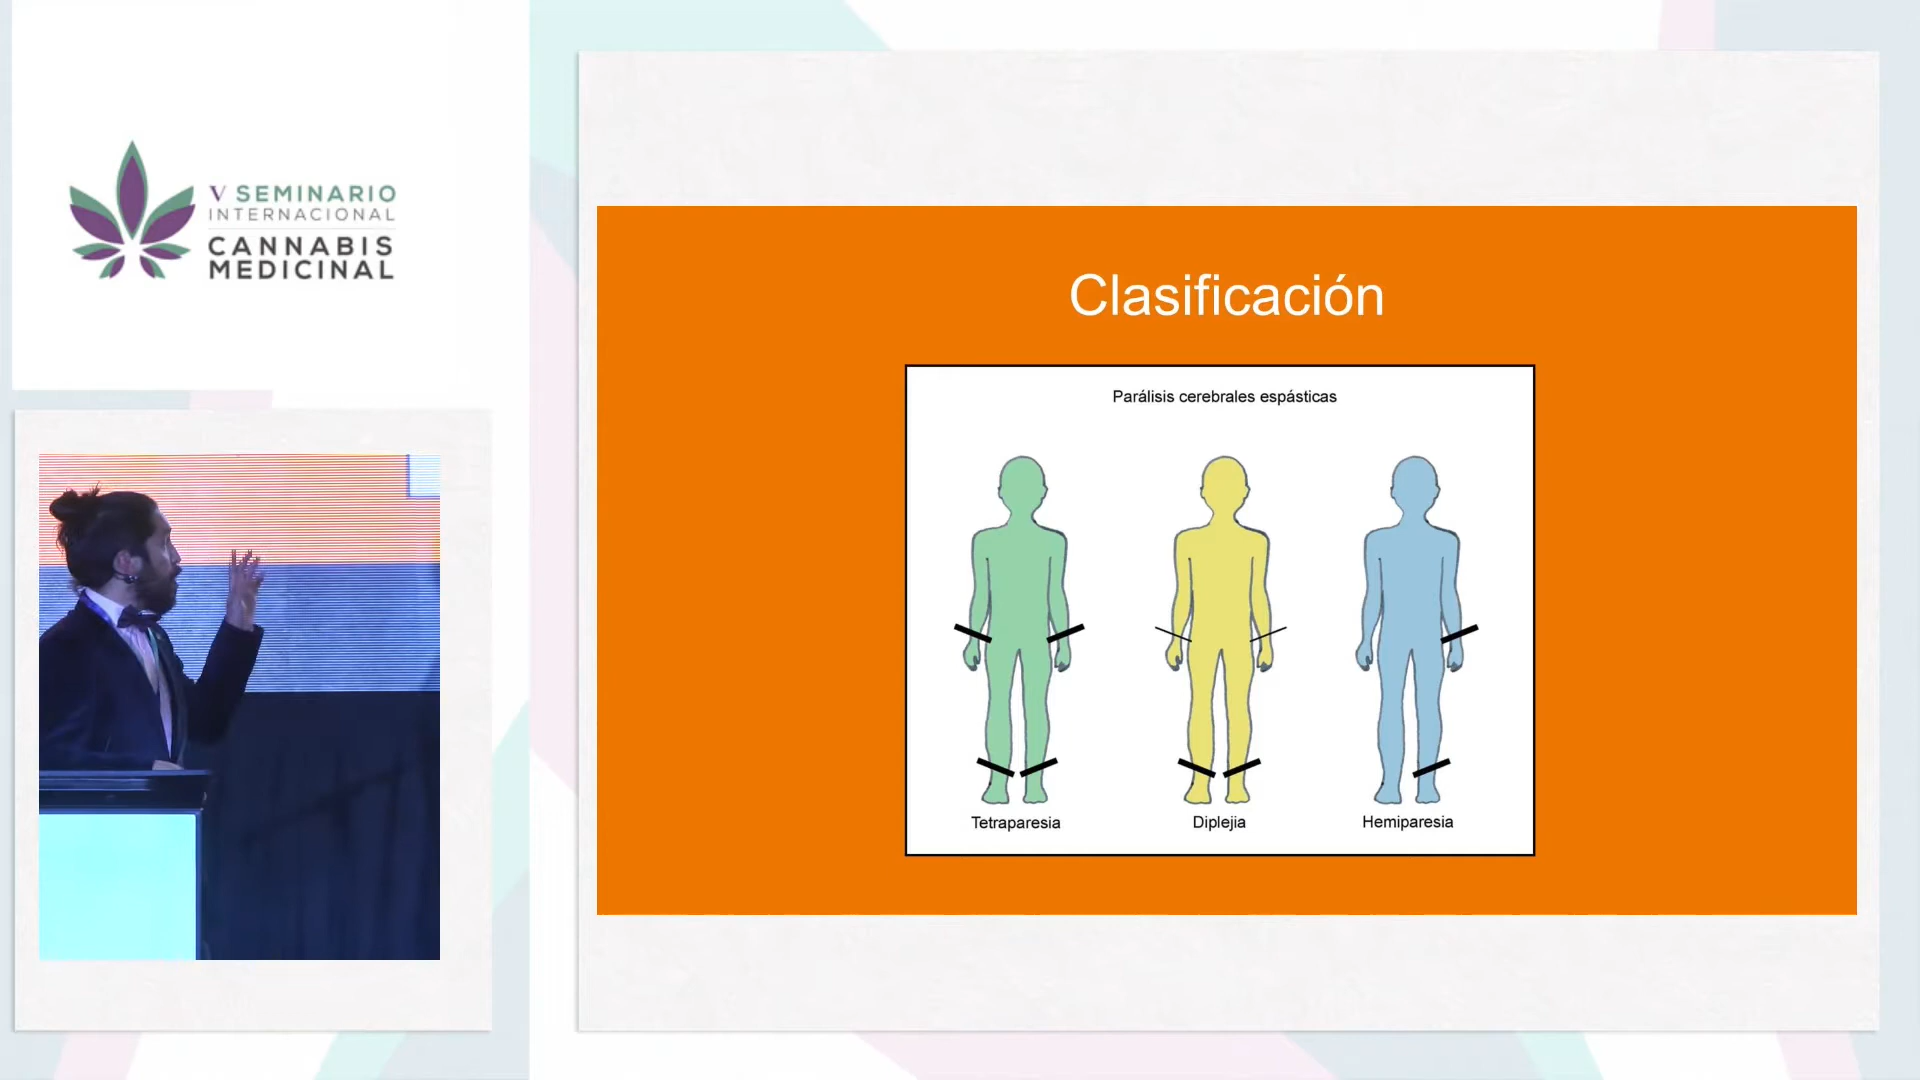 V SEMINARIO
INTERNACIONAL
CANNABIS
MEDICINAL
Clasificación
Parálisis cerebrales espásticas
Tetraparesia
Diplejia
Hemiparesia